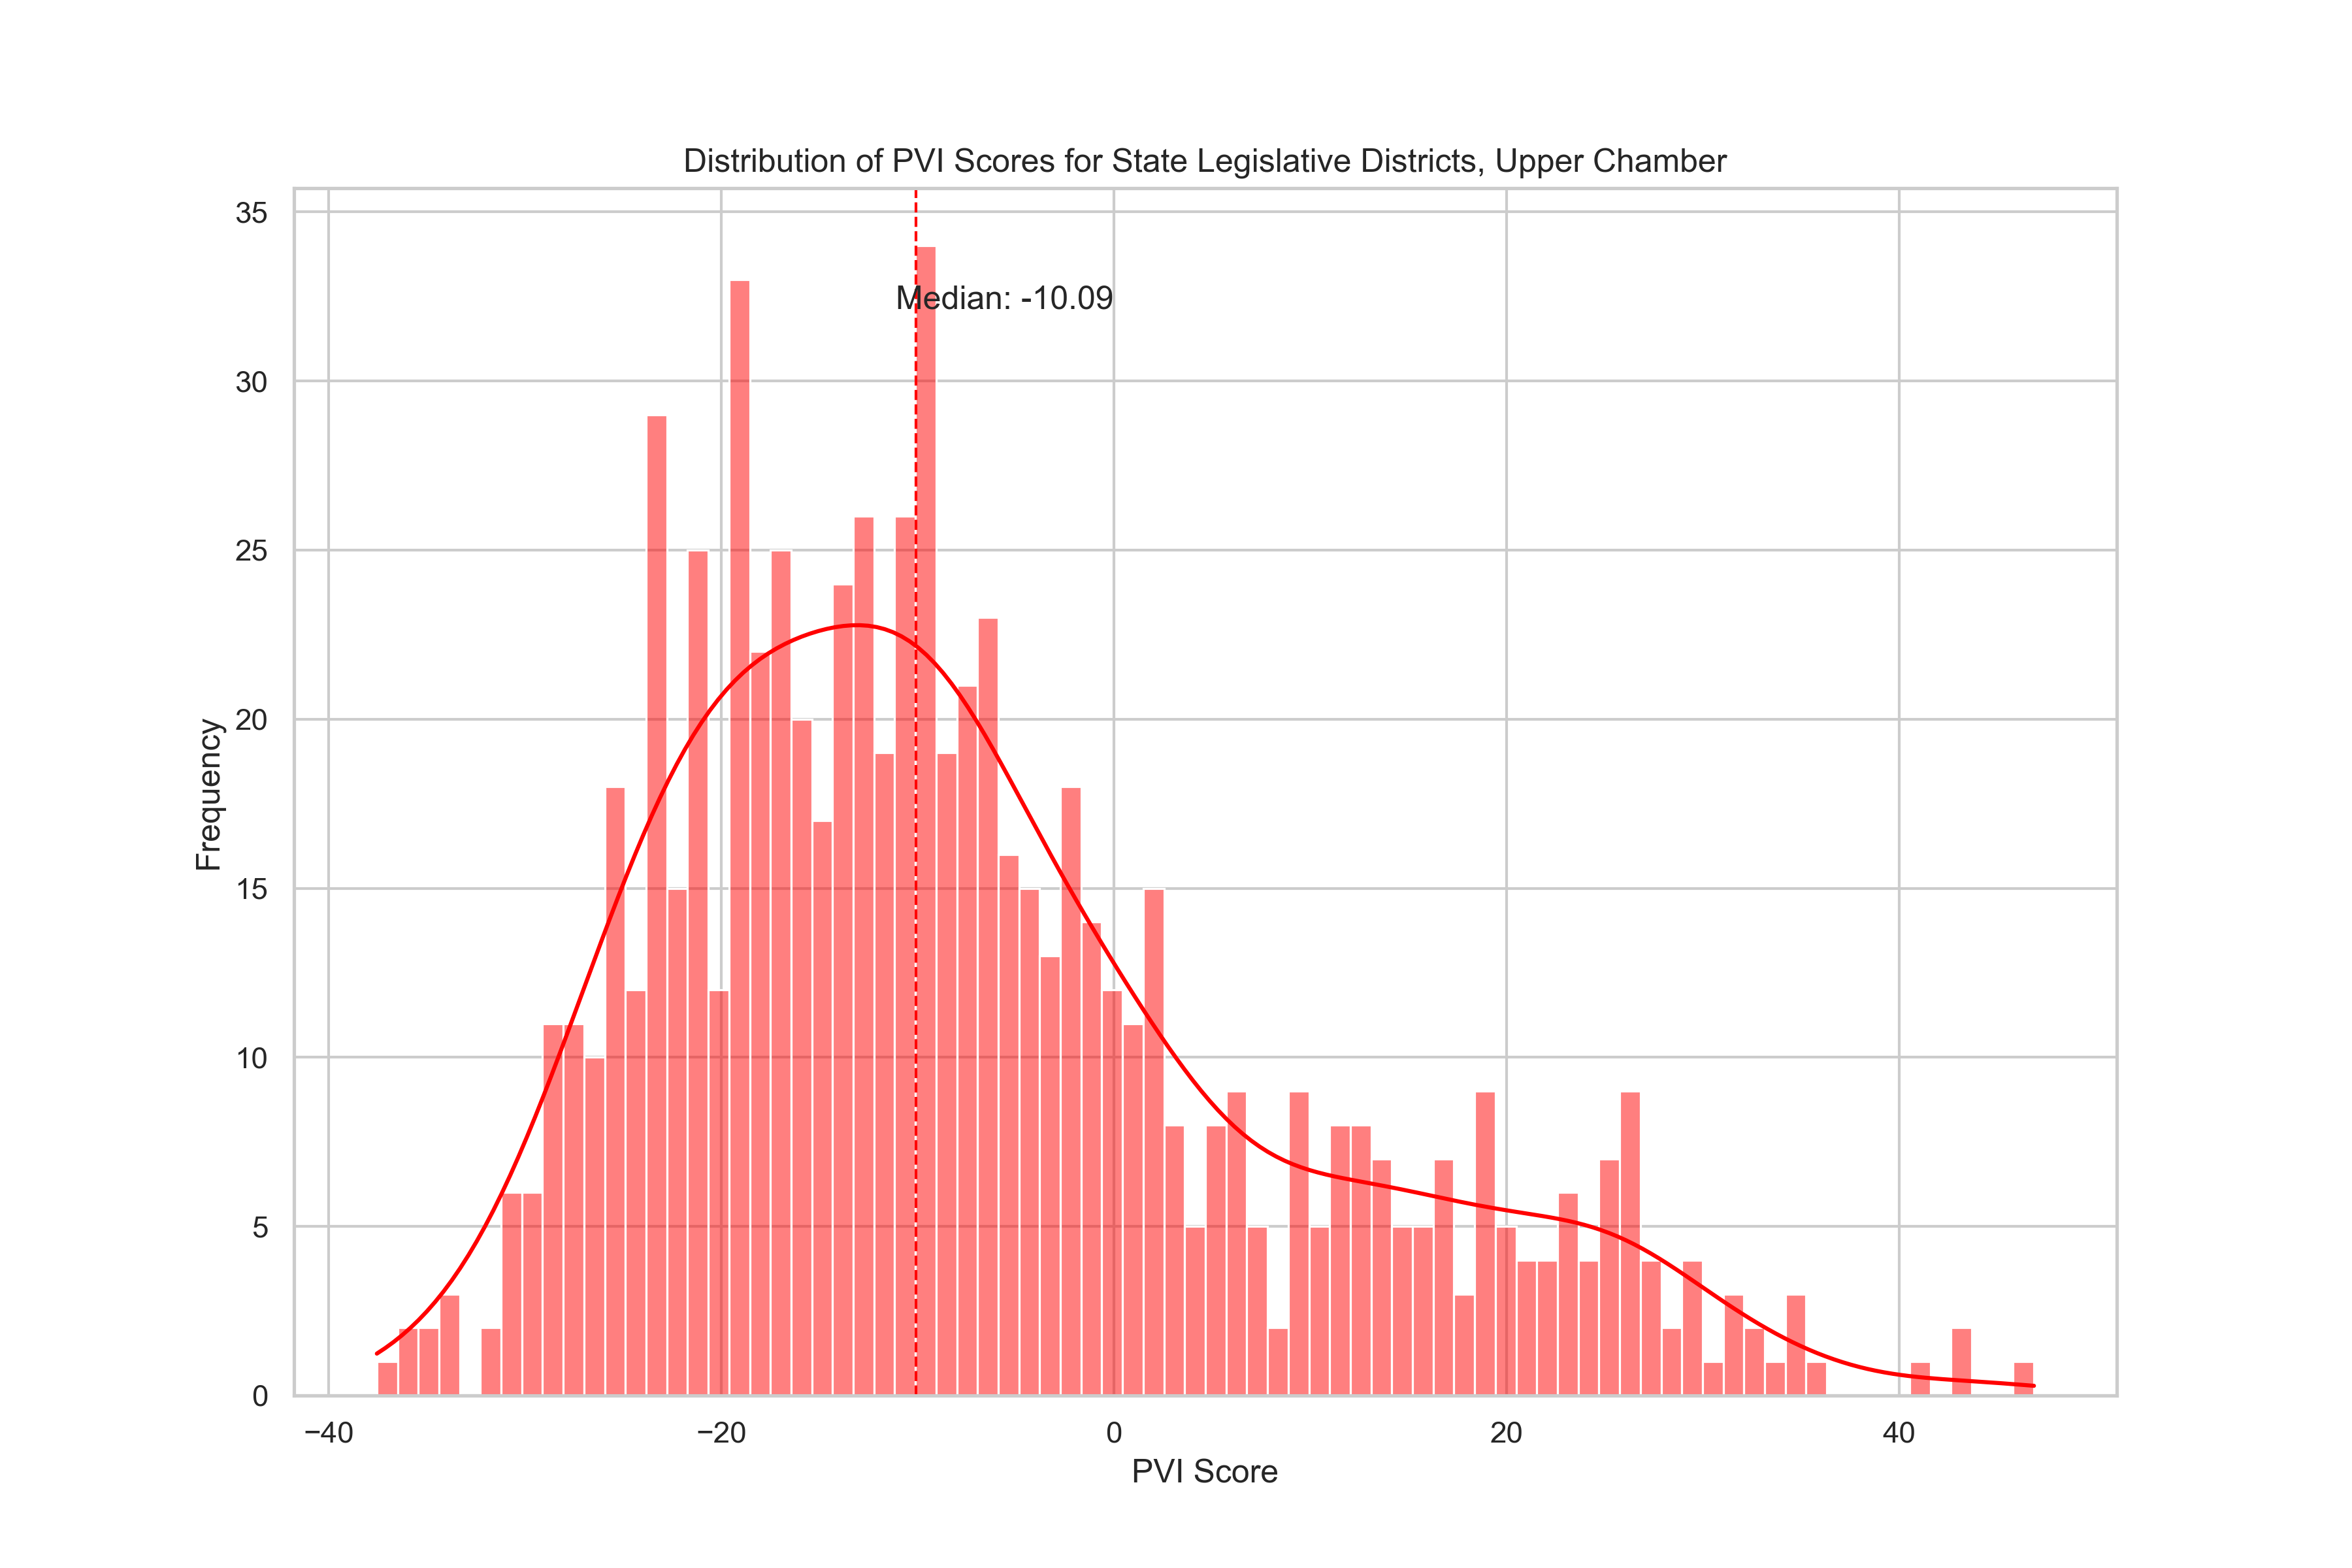 Distribution of PVI Scores for State Legislative Districts, Upper Chamber
35
Median: -10.09
30
25
20
15
10
5
0
Frequency
−40 −20 0 20 40
PVI Score